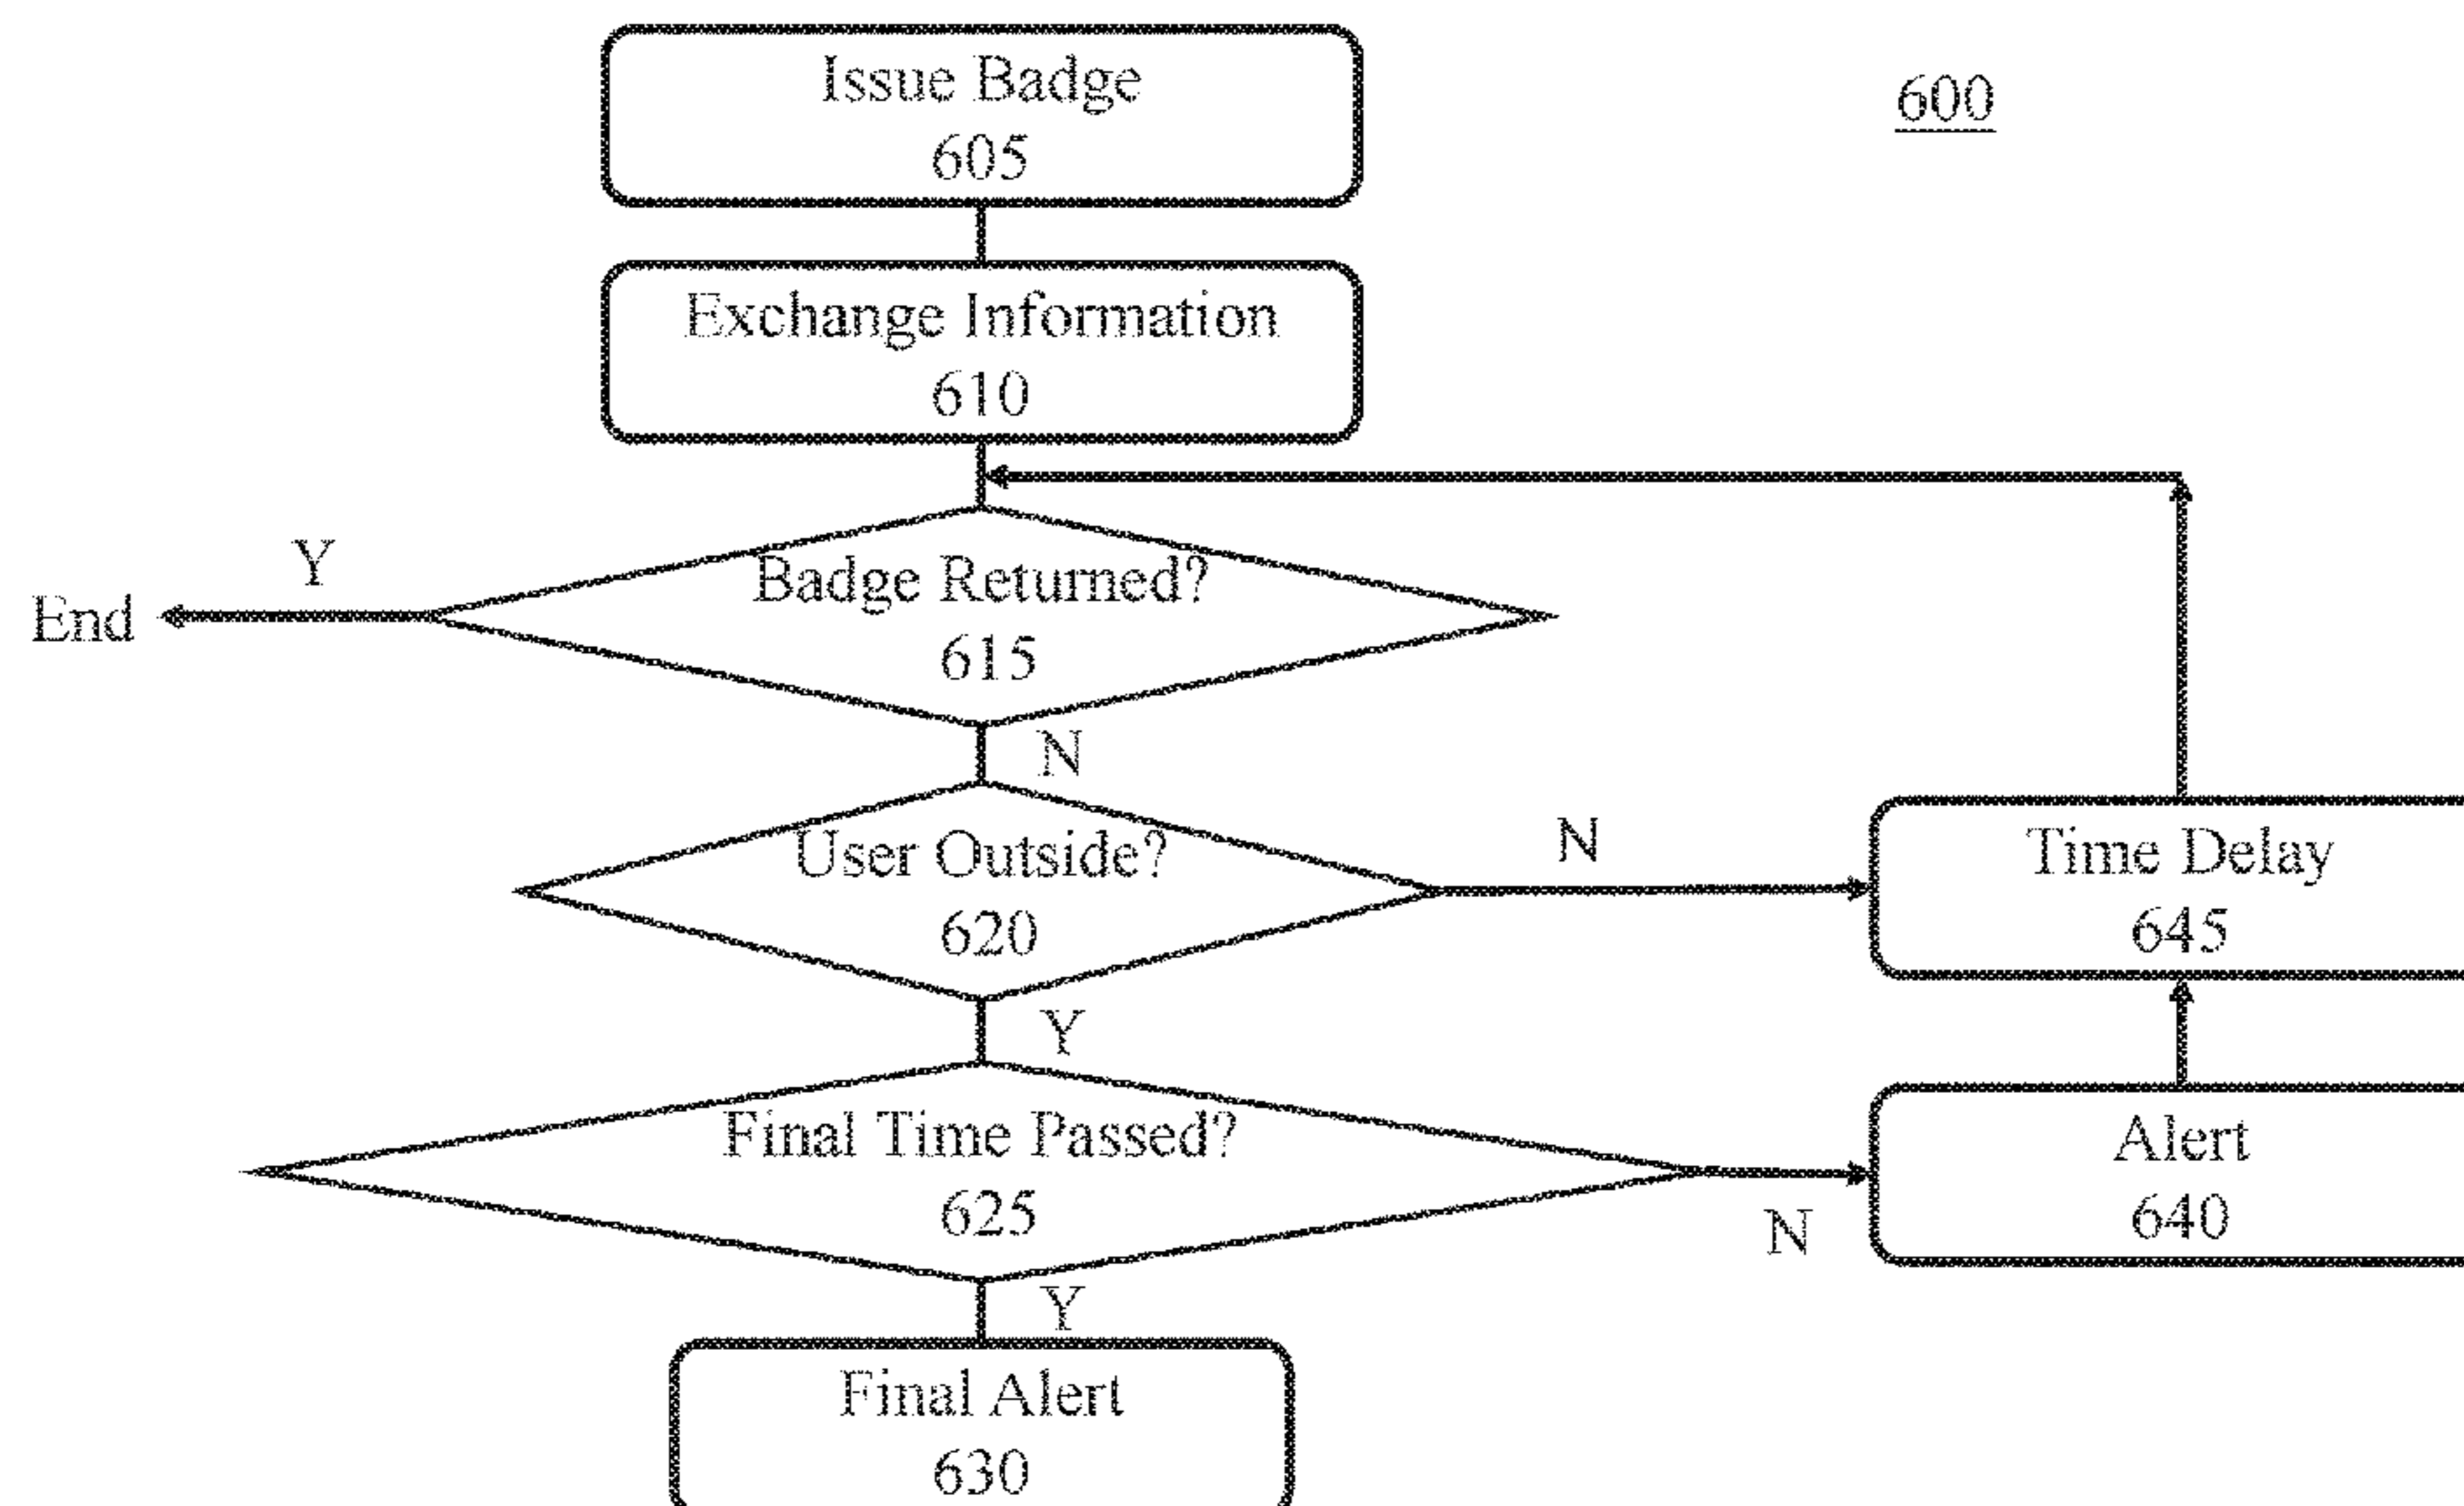 Issue Badge
605
600
Exchange Information
610
Y
End
Badge Returned?
615
N
User Outside?
620
N
Time Delay
645
Y
Final Time Passed?
625
N
Alert
640
Y
Final Alert
630